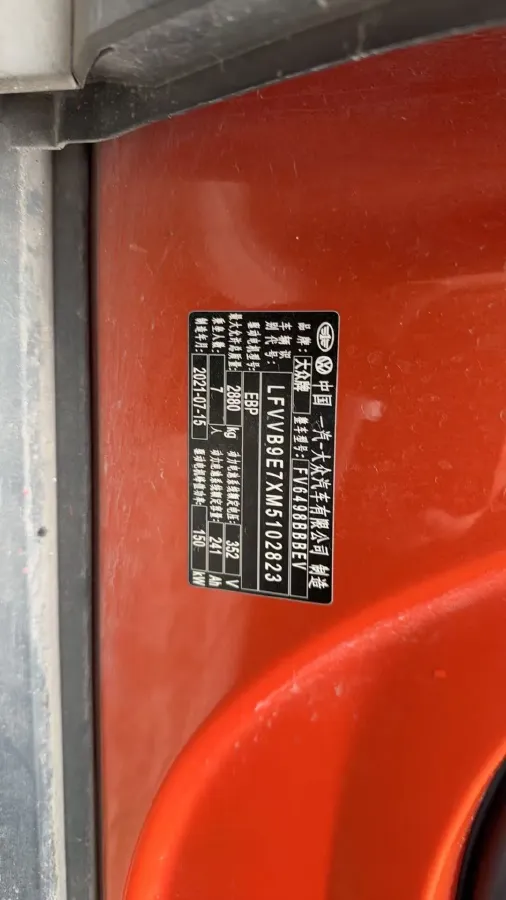 中国 一汽-大众汽车有限公司 制造
品牌：大众牌 整车型号：FV6499BBBEV
车辆识别代号：LFVVB9E7XM5102823
驱动电机型号：EBP
最大允许总质量：2880 kg 动力电池系统额定电压：352 V
乘坐人数：7 人 动力电池系统额定容量：241 Ah
制造年月：2021-07-15 驱动电机峰值功率：150 kW